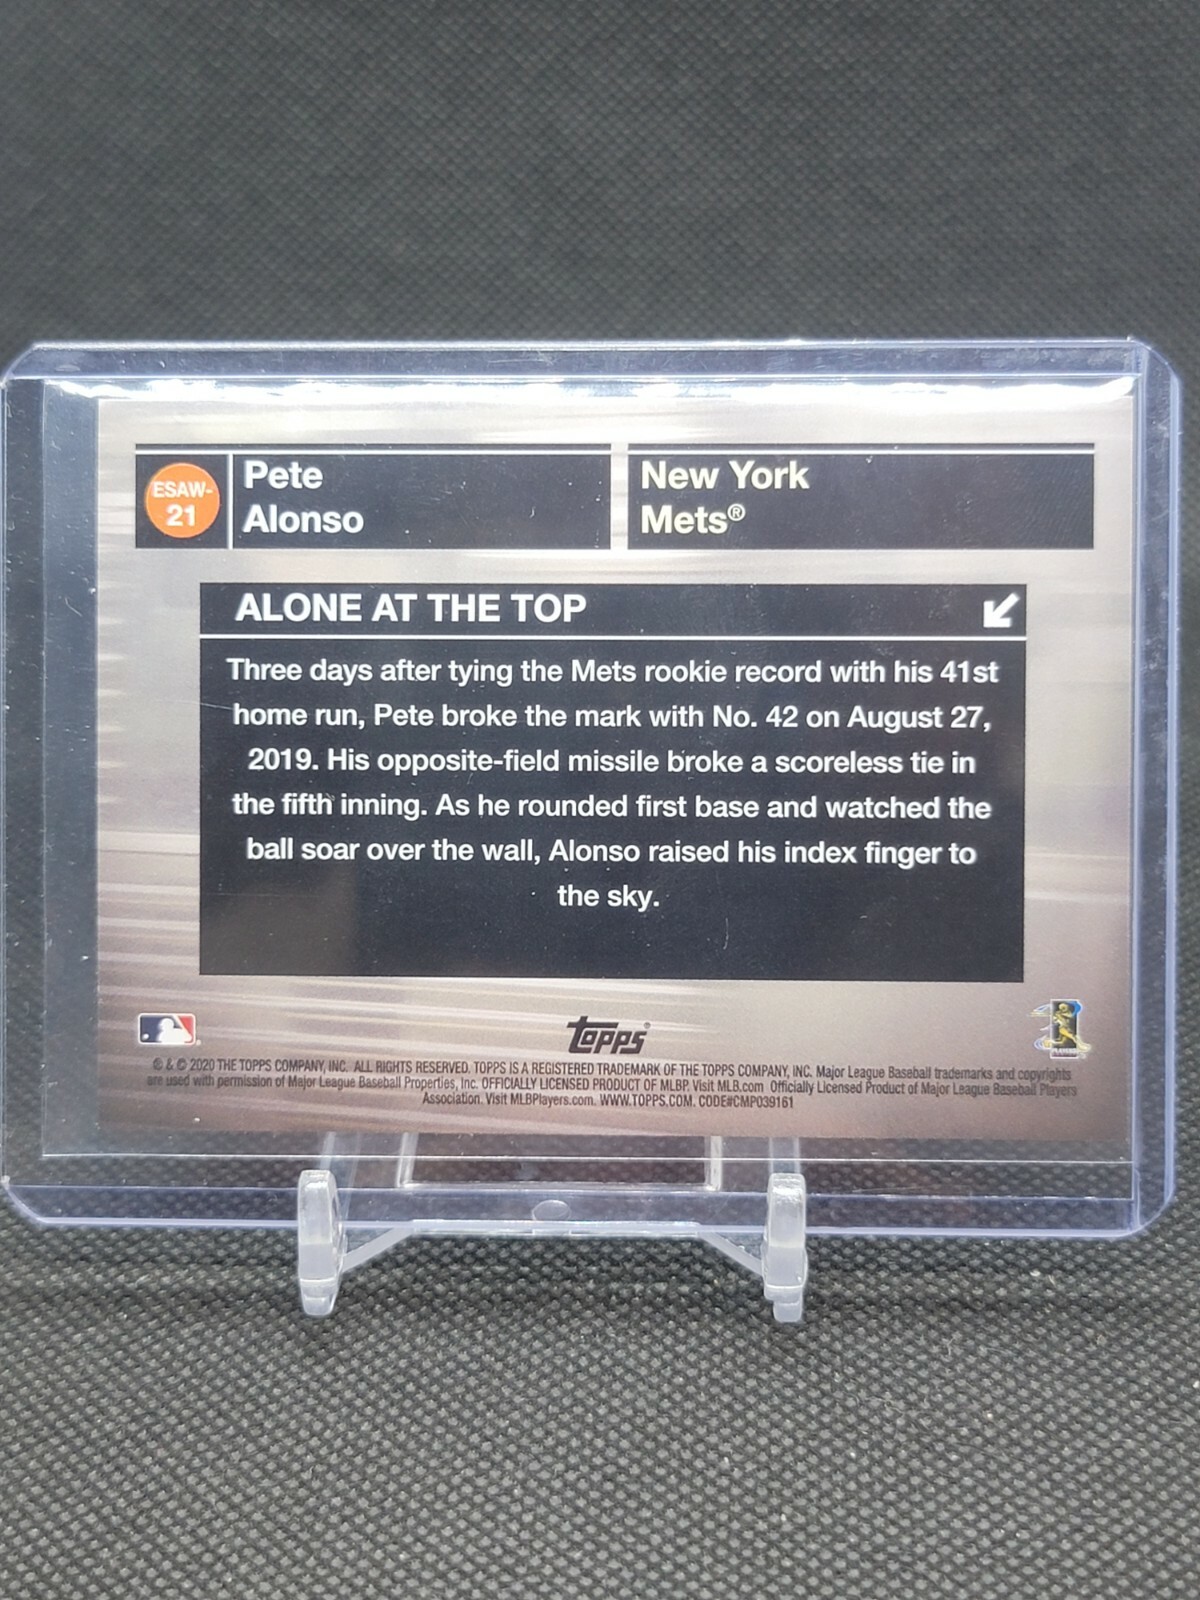 ESAW-
21
Pete
Alonso
New York
Mets®
ALONE AT THE TOP
Three days after tying the Mets rookie record with his 41st
home run, Pete broke the mark with No. 42 on August 27,
2019. His opposite-field missile broke a scoreless tie in
the fifth inning. As he rounded first base and watched the
ball soar over the wall, Alonso raised his index finger to
the sky.
topps®
® & © 2020 THE TOPPS COMPANY, INC. ALL RIGHTS RESERVED. TOPPS IS A REGISTERED TRADEMARK OF THE TOPPS COMPANY, INC. Major League Baseball trademarks and copyrights
are used with permission of Major League Baseball Properties, Inc. OFFICIALLY LICENSED PRODUCT OF MLBP. Visit MLB.com Officially Licensed Product of Major League Baseball Players
Association. Visit MLBPlayers.com. WWW.TOPPS.COM. CODE#CMP039161